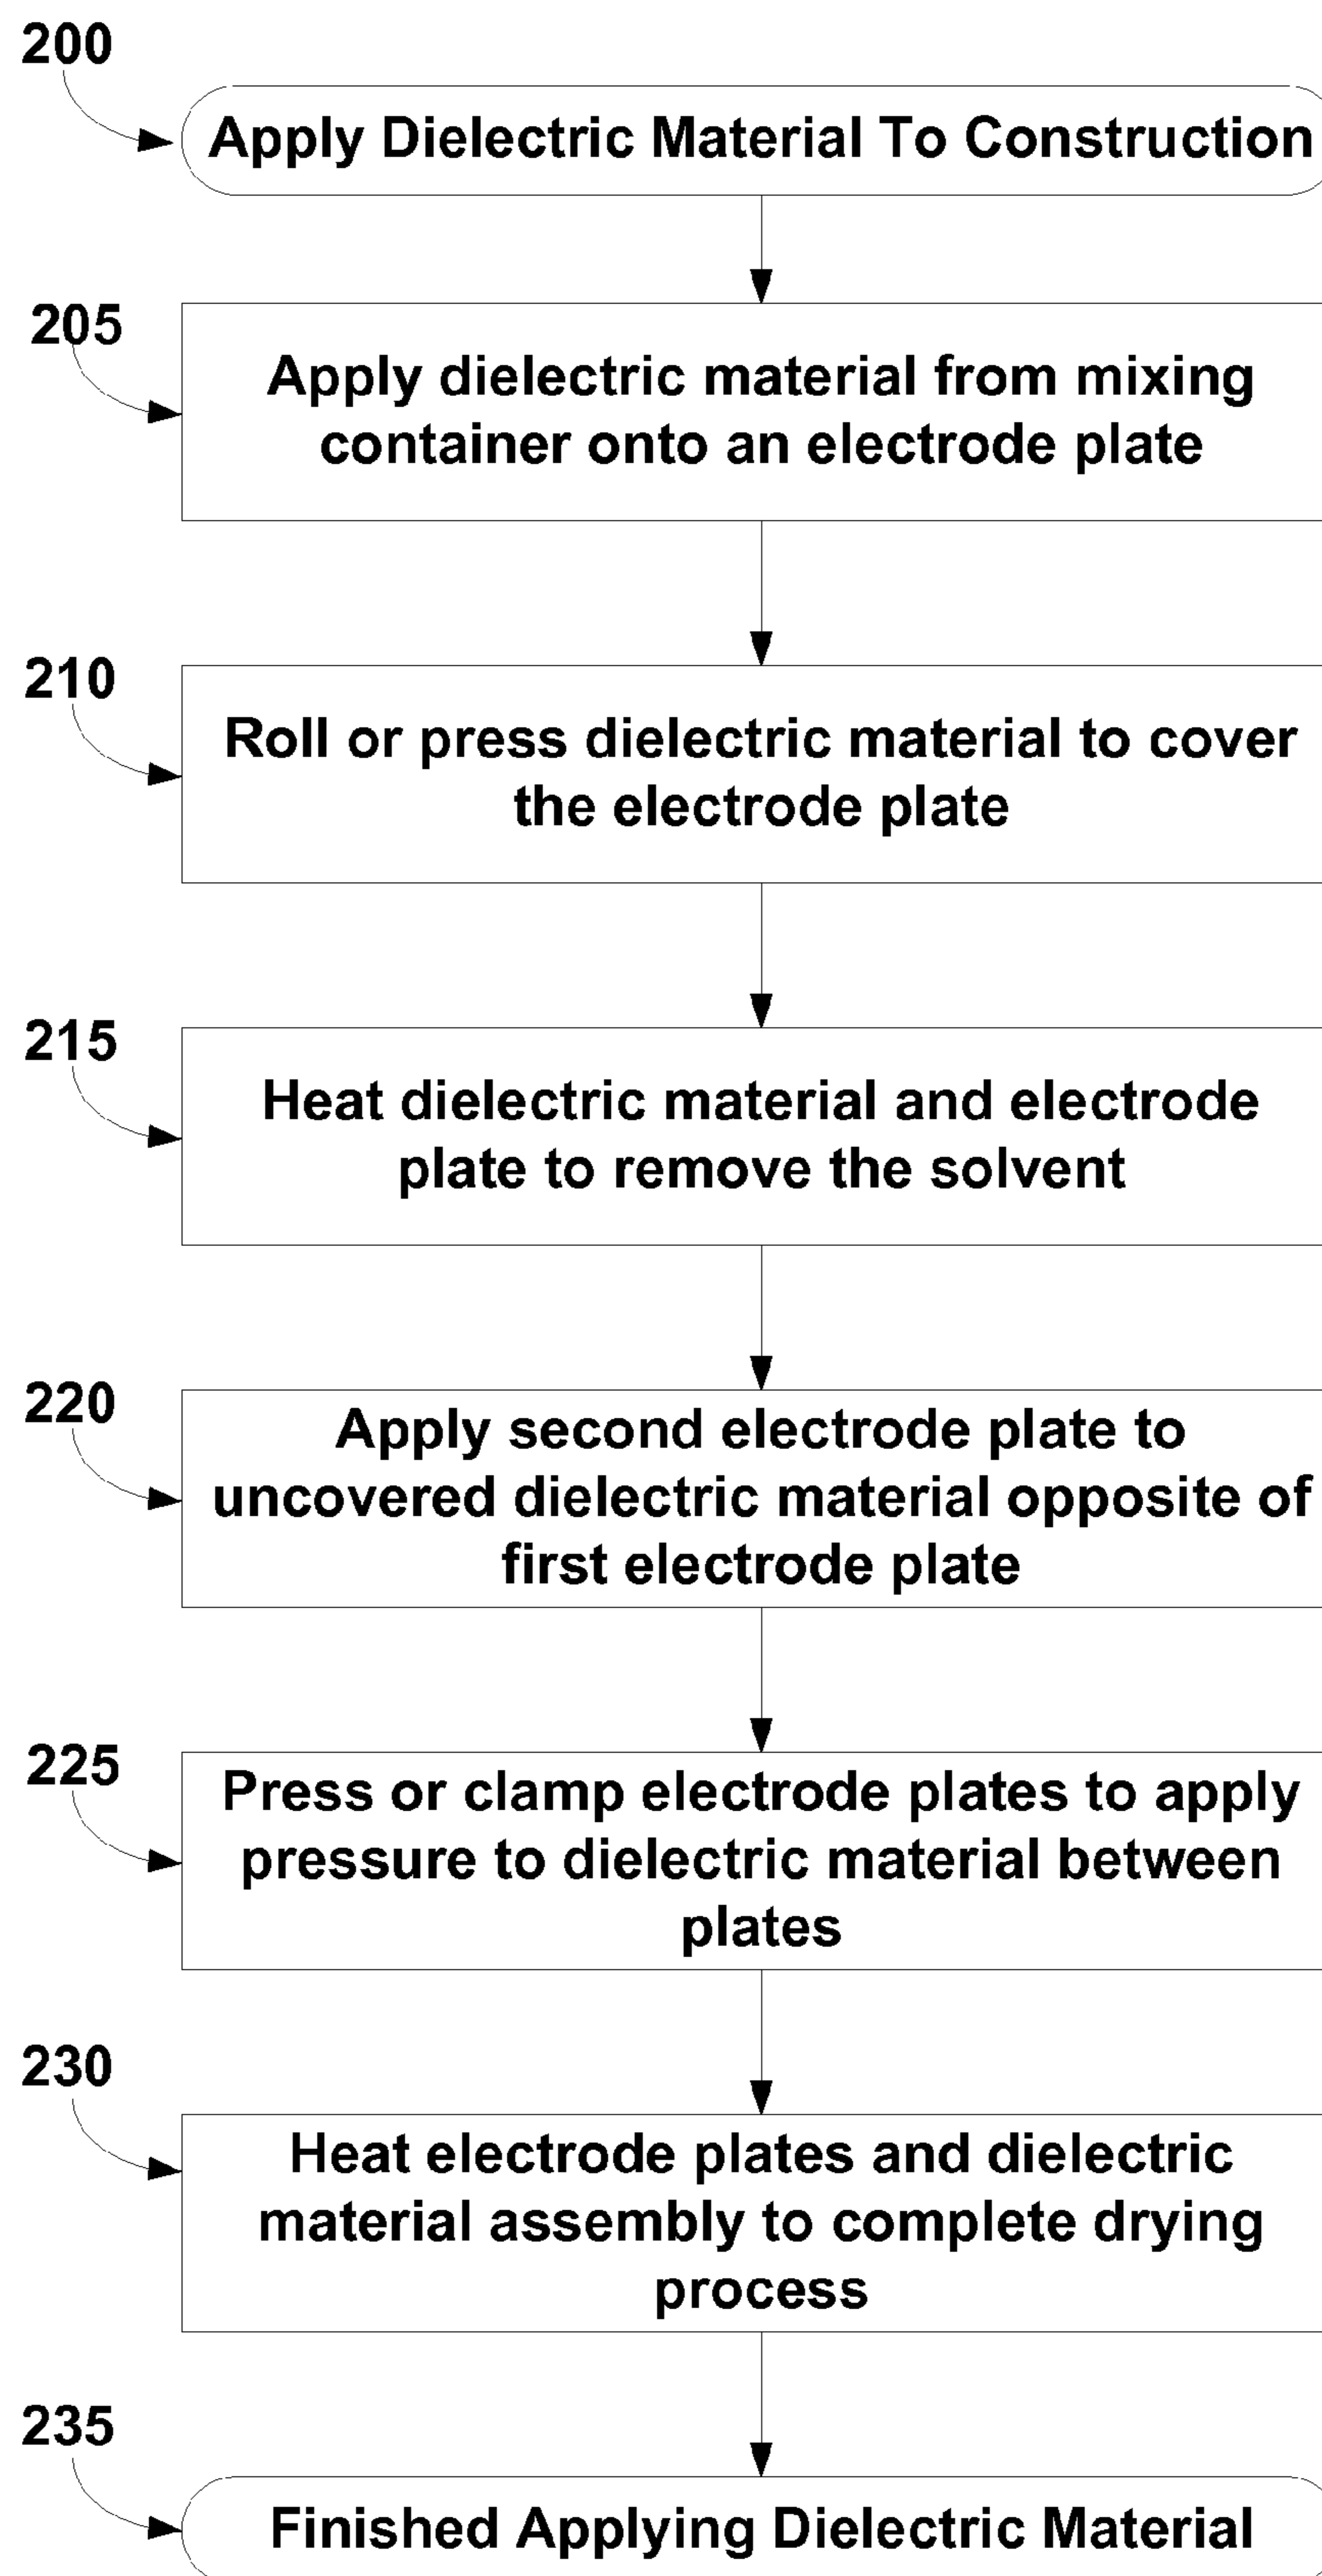 200
Apply Dielectric Material To Construction
205
Apply dielectric material from mixing
container onto an electrode plate
210
Roll or press dielectric material to cover
the electrode plate
215
Heat dielectric material and electrode
plate to remove the solvent
220
Apply second electrode plate to
uncovered dielectric material opposite of
first electrode plate
225
Press or clamp electrode plates to apply
pressure to dielectric material between
plates
230
Heat electrode plates and dielectric
material assembly to complete drying
process
235
Finished Applying Dielectric Material